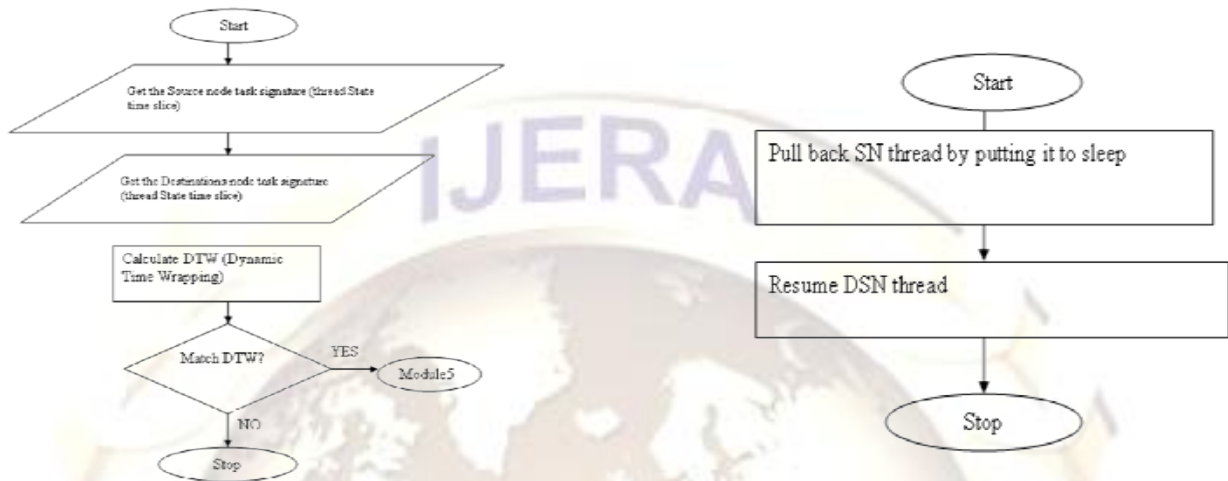 Start
Get the Source node task signature (thread State
time slice)
Get the Destinations node task signature
(thread State time slice)
Calculate DTW (Dynamic
Time Wrapping)
Match DTW?
YES
Module5
NO
Stop
IJERA
Start
Pull back SN thread by putting it to sleep
Resume DSN thread
Stop